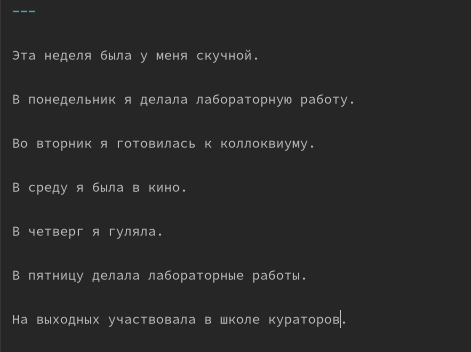 ---
Эта неделя была у меня скучной.
В понедельник я делала лабораторную работу.
Во вторник я готовилась к коллоквиуму.
В среду я была в кино.
В четверг я гуляла.
В пятницу делала лабораторные работы.
На выходных участвовала в школе кураторов.